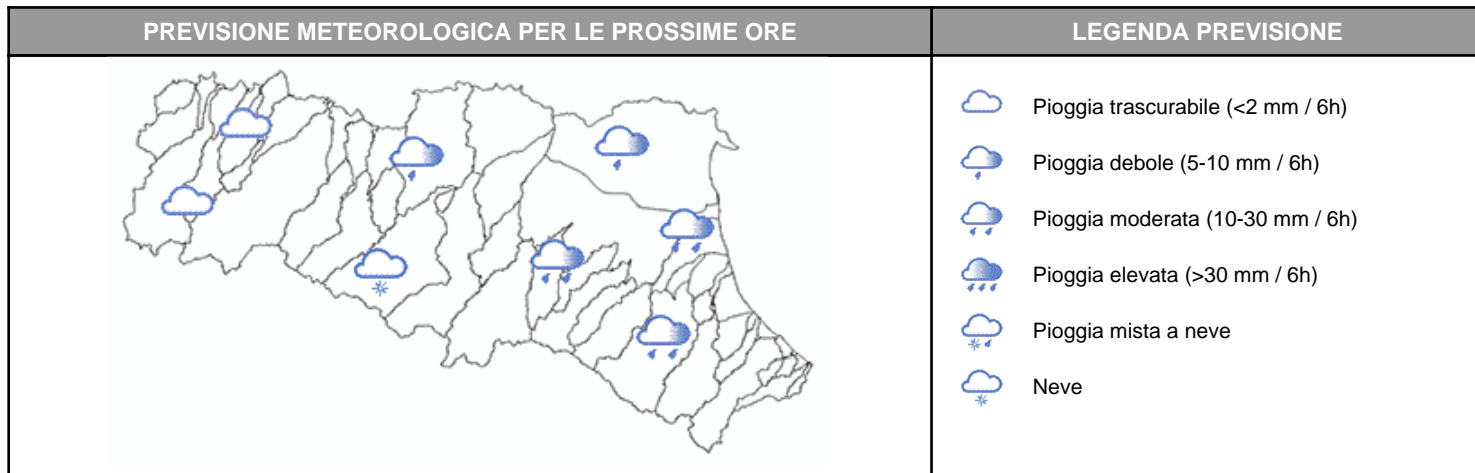 PREVISIONE METEOROLOGICA PER LE PROSSIME ORE
LEGENDA PREVISIONE
Pioggia trascurabile (<2 mm / 6h)
Pioggia debole (5-10 mm / 6h)
Pioggia moderata (10-30 mm / 6h)
Pioggia elevata (>30 mm / 6h)
Pioggia mista a neve
Neve